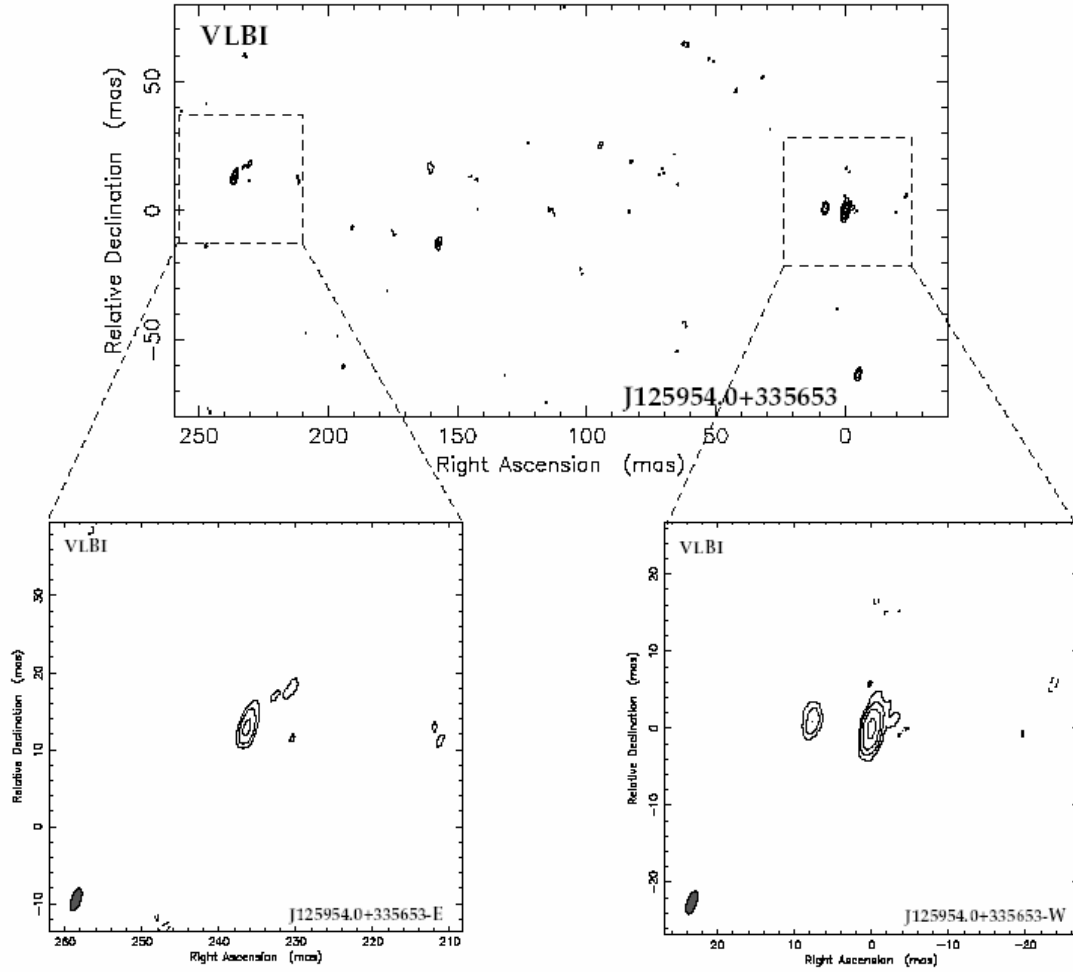 VLBI
Relative Declination (mas)
50
0
−50
J125954.0+335653
250 200 150 100 50 0
Right Ascension (mas)
VLBI
Relative Declination (mas)
30
20
10
0
−10
J125954.0+335653-E
260 250 240 230 220 210
Right Ascension (mas)
VLBI
Relative Declination (mas)
20
10
0
−10
−20
J125954.0+335653-W
20 10 0 −10 −20
Right Ascension (mas)